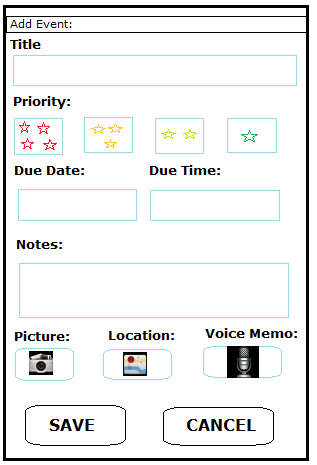 Add Event:
Title
Priority:
Due Date: Due Time:
Notes:
Picture: Location: Voice Memo:
SAVE CANCEL